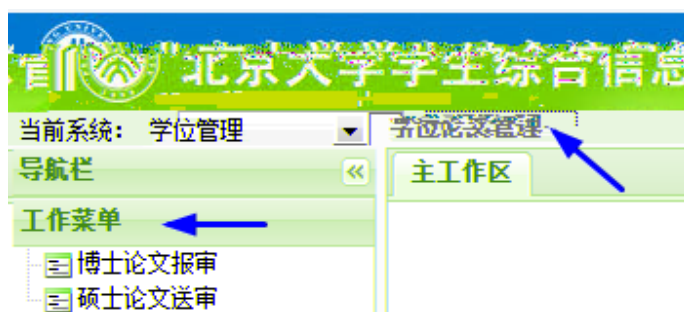 北京大学学生综合信息
当前系统： 学位管理 学位论文管理
导航栏 主工作区
工作菜单
博士论文报审
硕士论文送审